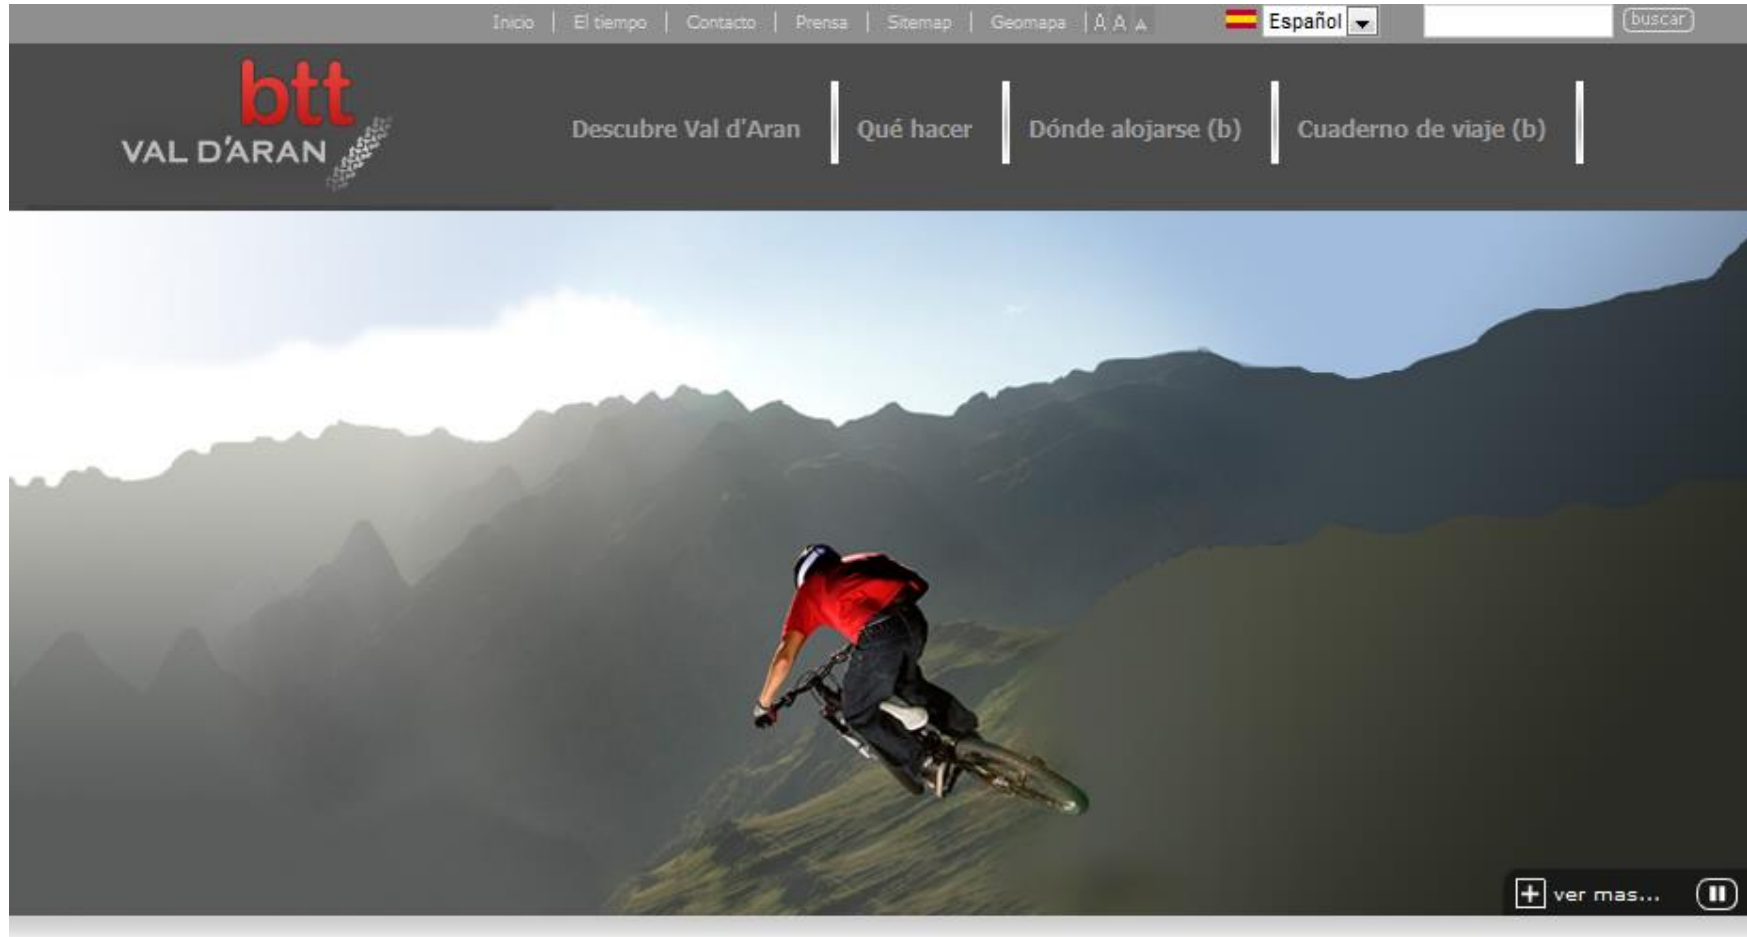 Inicio | El tiempo | Contacto | Prensa | Sitemap | Geomapa | A A A Español buscar
btt
VAL D'ARAN
Descubre Val d'Aran Qué hacer Dónde alojarse (b) Cuaderno de viaje (b)
ver mas...